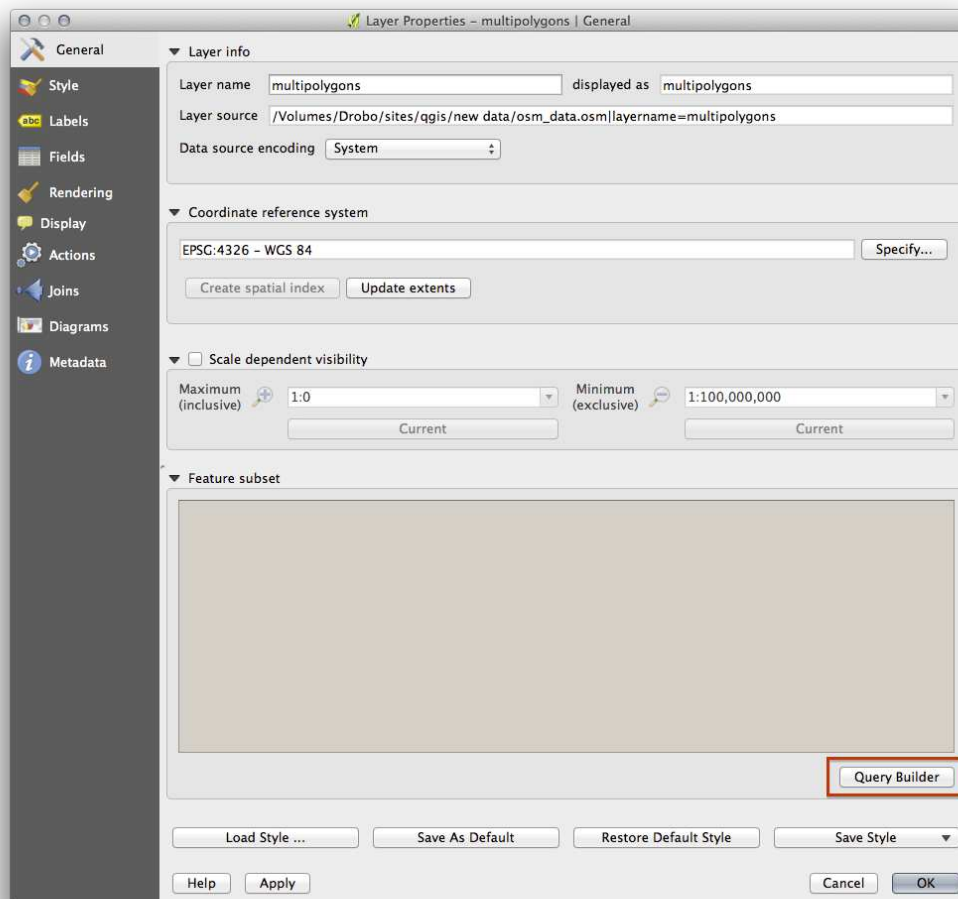 Layer Properties – multipolygons | General
General
Style
abc Labels
Fields
Rendering
Display
Actions
Joins
Diagrams
i Metadata
Layer info
Layer name multipolygons displayed as multipolygons
Layer source /Volumes/Drobo/sites/qgis/new data/osm_data.osm|layername=multipolygons
Data source encoding System
Coordinate reference system
EPSG:4326 – WGS 84 Specify...
Create spatial index Update extents
Scale dependent visibility
Maximum (inclusive) 1:0 Minimum (exclusive) 1:100,000,000
Current Current
Feature subset
Query Builder
Load Style ... Save As Default Restore Default Style Save Style
Help Apply Cancel OK